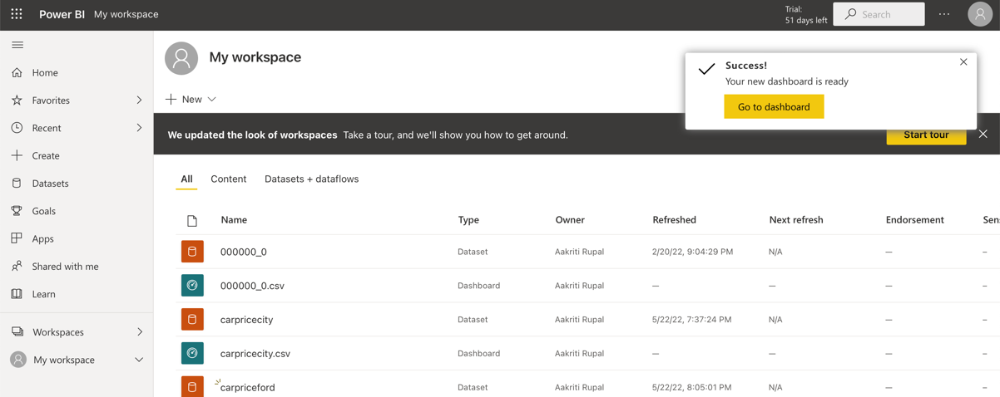 Power BI My workspace
Trial:
51 days left
Search
Home
Favorites
Recent
Create
Datasets
Goals
Apps
Shared with me
Learn
Workspaces
My workspace
My workspace
New
Success!
Your new dashboard is ready
Go to dashboard
We updated the look of workspaces Take a tour, and we'll show you how to get around.
Start tour
All Content Datasets + dataflows
Name Type Owner Refreshed Next refresh Endorsement Sen
000000_0 Dataset Aakriti Rupal 2/20/22, 9:04:29 PM N/A — –
000000_0.csv Dashboard Aakriti Rupal — — — –
carpricecity Dataset Aakriti Rupal 5/22/22, 7:37:24 PM N/A — –
carpricecity.csv Dashboard Aakriti Rupal — — — –
carpriceford Dataset Aakriti Rupal 5/22/22, 8:05:01 PM N/A — –